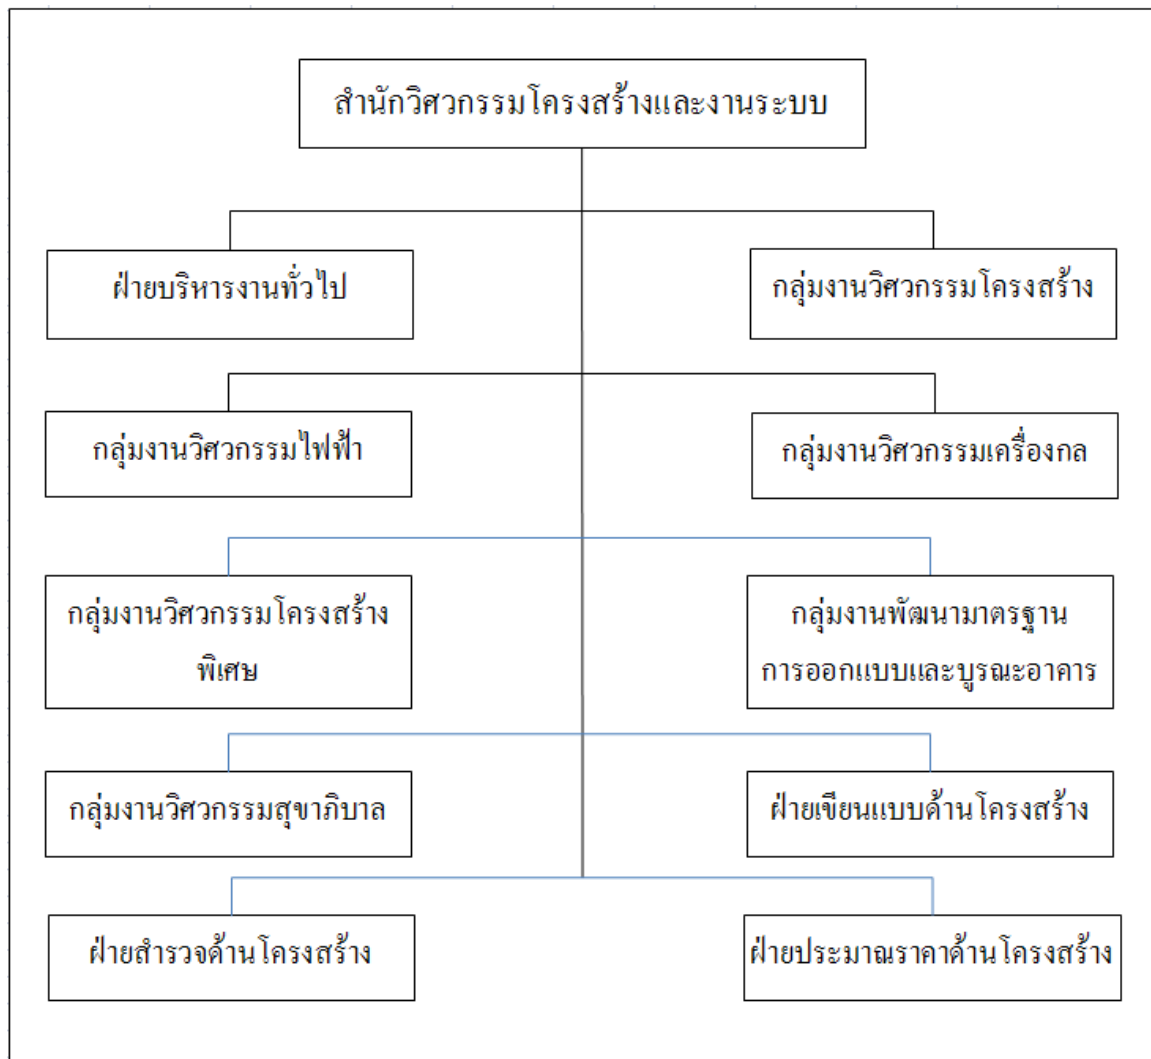 สำนักวิศวกรรมโครงสร้างและงานระบบ
ฝ่ายบริหารงานทั่วไป
กลุ่มงานวิศวกรรมโครงสร้าง
กลุ่มงานวิศวกรรมไฟฟ้า
กลุ่มงานวิศวกรรมเครื่องกล
กลุ่มงานวิศวกรรมโครงสร้าง
พิเศษ
กลุ่มงานพัฒนามาตรฐาน
การออกแบบและบูรณะอาคาร
กลุ่มงานวิศวกรรมสุขาภิบาล
ฝ่ายเขียนแบบด้านโครงสร้าง
ฝ่ายสำรวจด้านโครงสร้าง
ฝ่ายประมาณราคาด้านโครงสร้าง